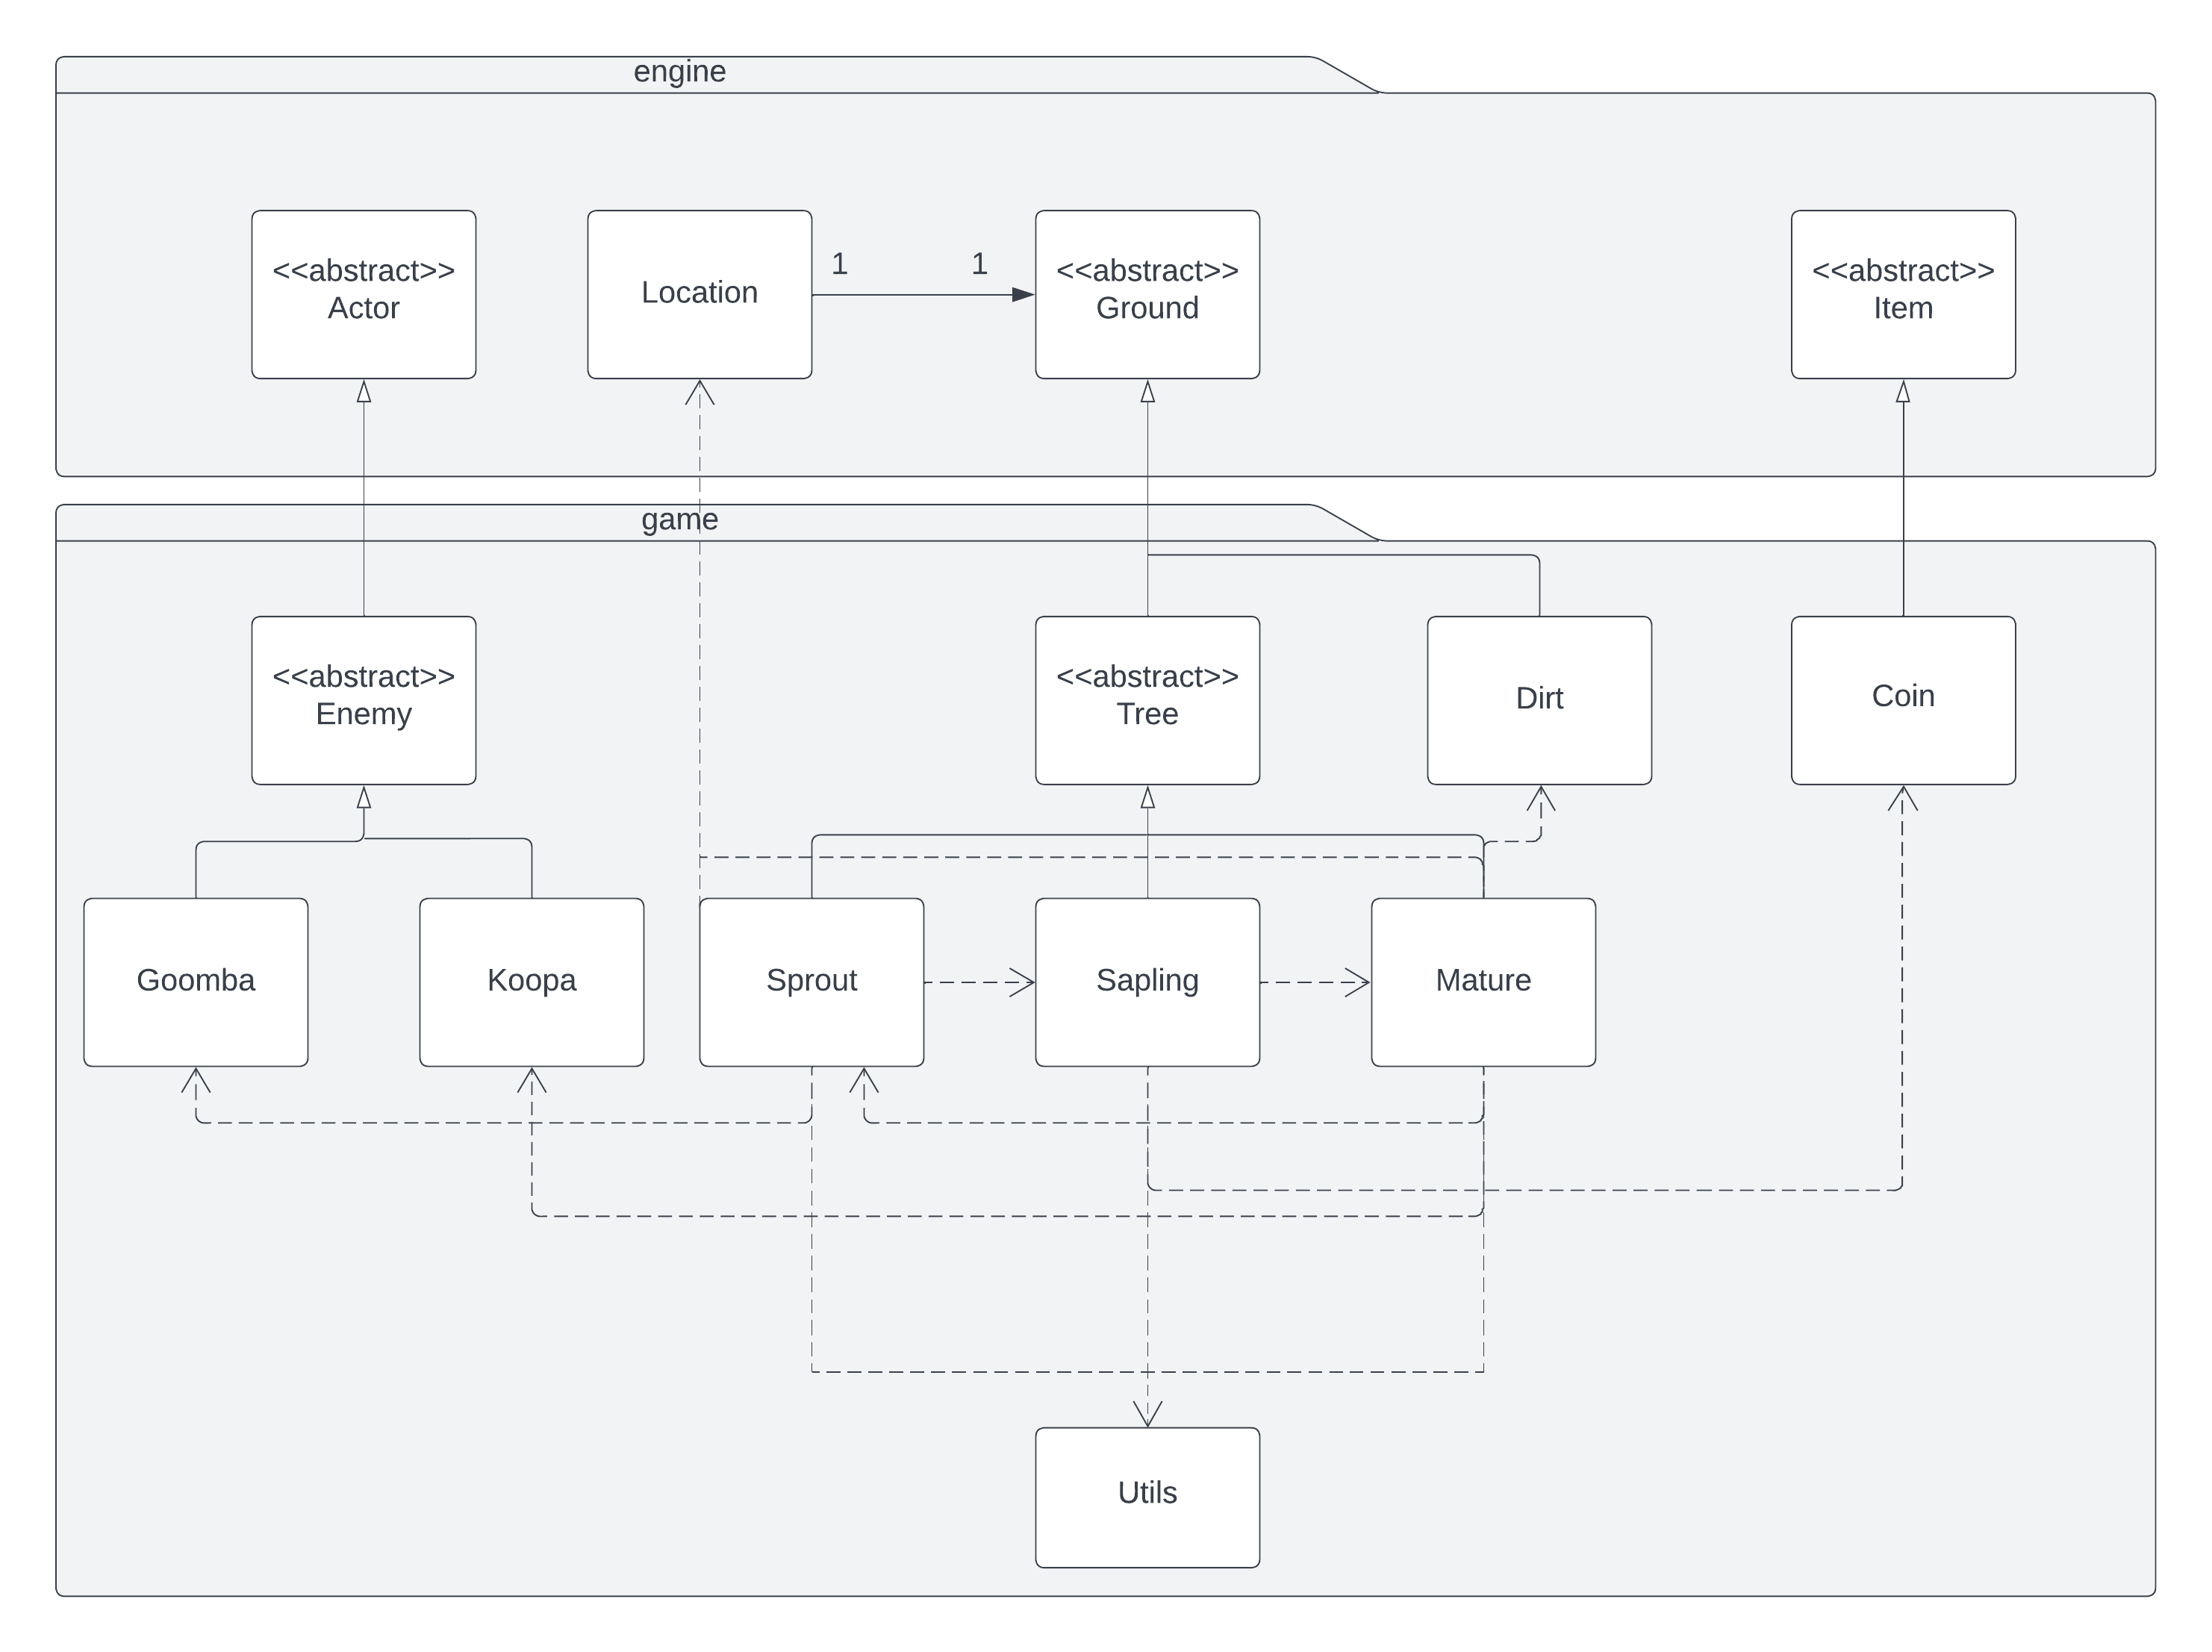 engine
<<abstract>>
Actor
Location
1
1
<<abstract>>
Ground
<<abstract>>
Item
game
<<abstract>>
Enemy
<<abstract>>
Tree
Dirt
Coin
Goomba
Koopa
Sprout
Sapling
Mature
Utils